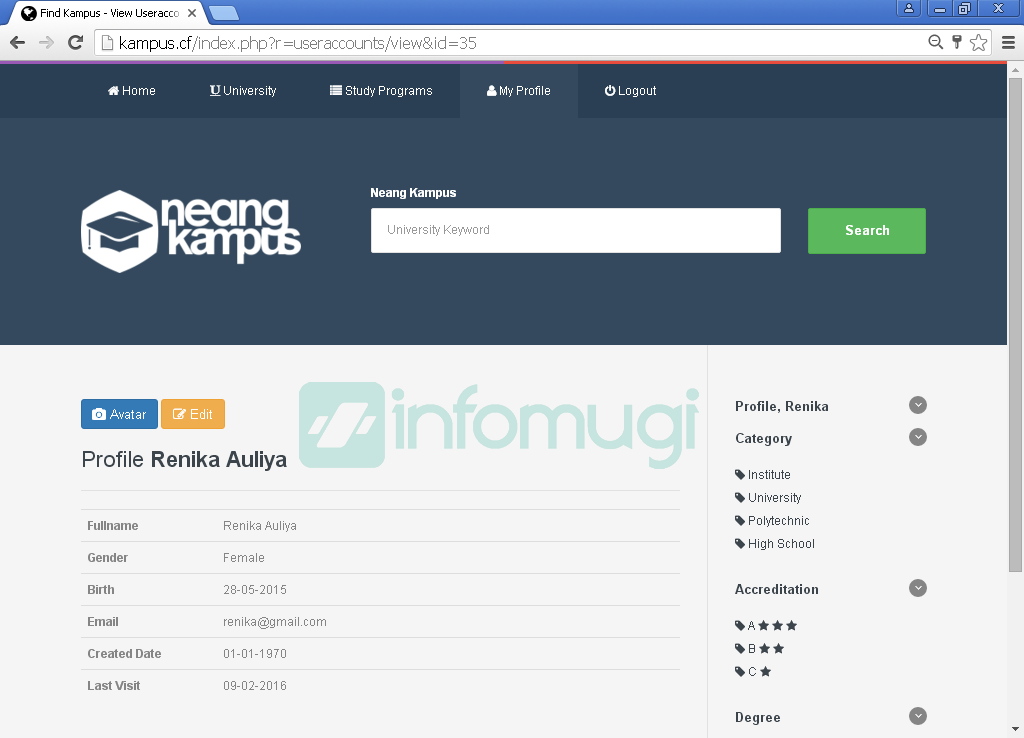 Find Kampus - View Useracco
kampus.cf/index.php?r=useraccounts/view&id=35
Home
University
Study Programs
My Profile
Logout
neang
kampus
Neang Kampus
University Keyword
Search
Avatar
Edit
infomugi
Profile Renika Auliya
Fullname Renika Auliya
Gender Female
Birth 28-05-2015
Email renika@gmail.com
Created Date 01-01-1970
Last Visit 09-02-2016
Profile, Renika
Category
Institute
University
Polytechnic
High School
Accreditation
A
B
C
Degree